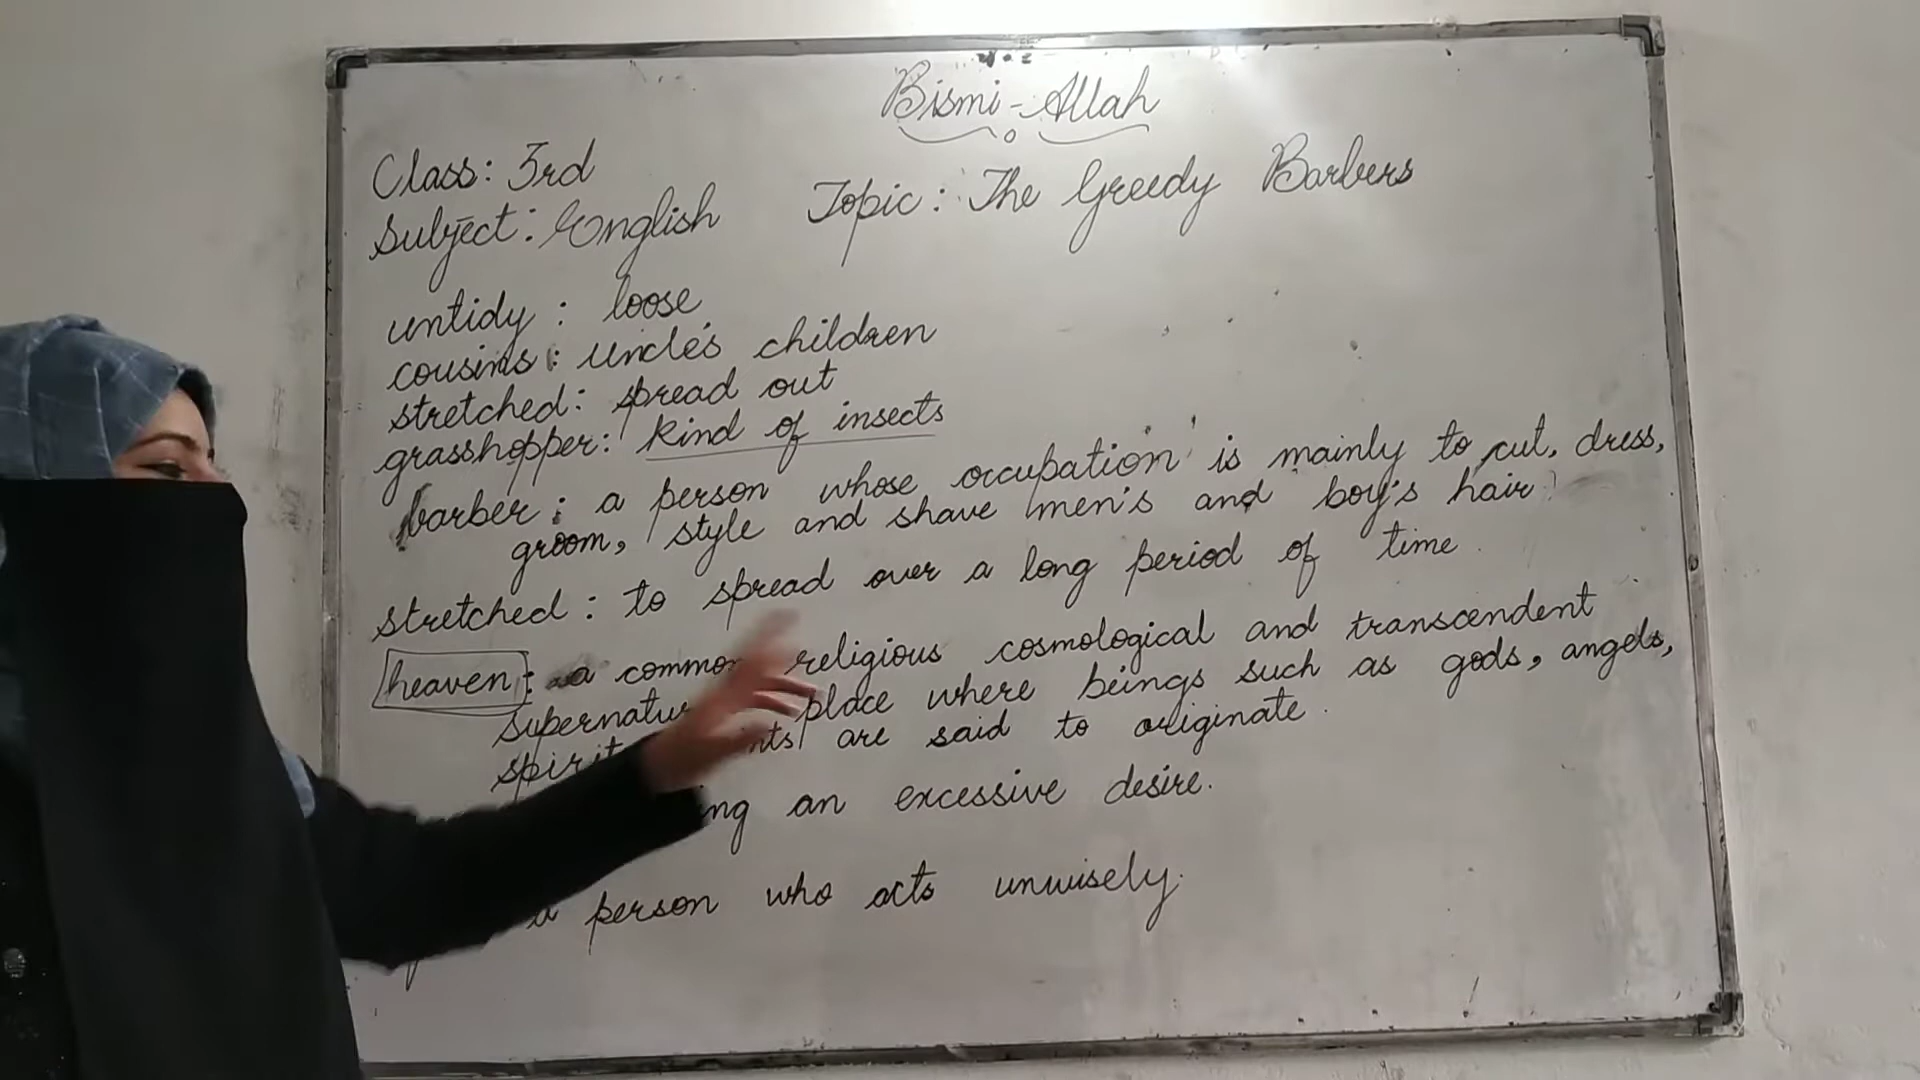 Bismi-Allah
Class: 3rd
Subject: English Topic: The Greedy Barbers
untidy : loose
cousins : uncle's children
stretched : spread out
grasshopper : kind of insects
barber : a person whose occupation is mainly to cut, dress,
groom, style and shave men's and boy's hair
stretched : to spread over a long period of time.
heaven : a common religious cosmological and transcendent
place where beings such as gods, angels,
are said to originate.
an excessive desire.
a person who acts unwisely.